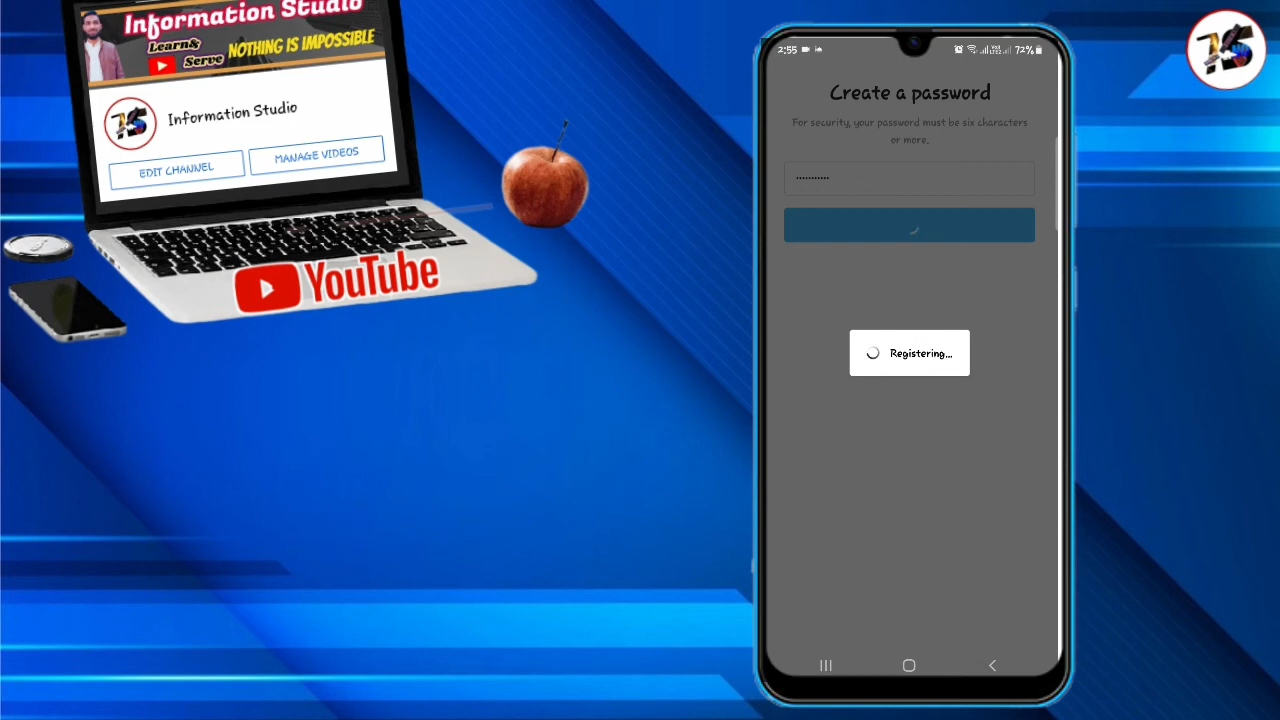 Information Studio
Learn&
Serve
NOTHING IS IMPOSSIBLE
Information Studio
EDIT CHANNEL
MANAGE VIDEOS
YouTube
2:55
72%
Create a password
For security, your password must be six characters
or more.
•••••••••••
Registering...